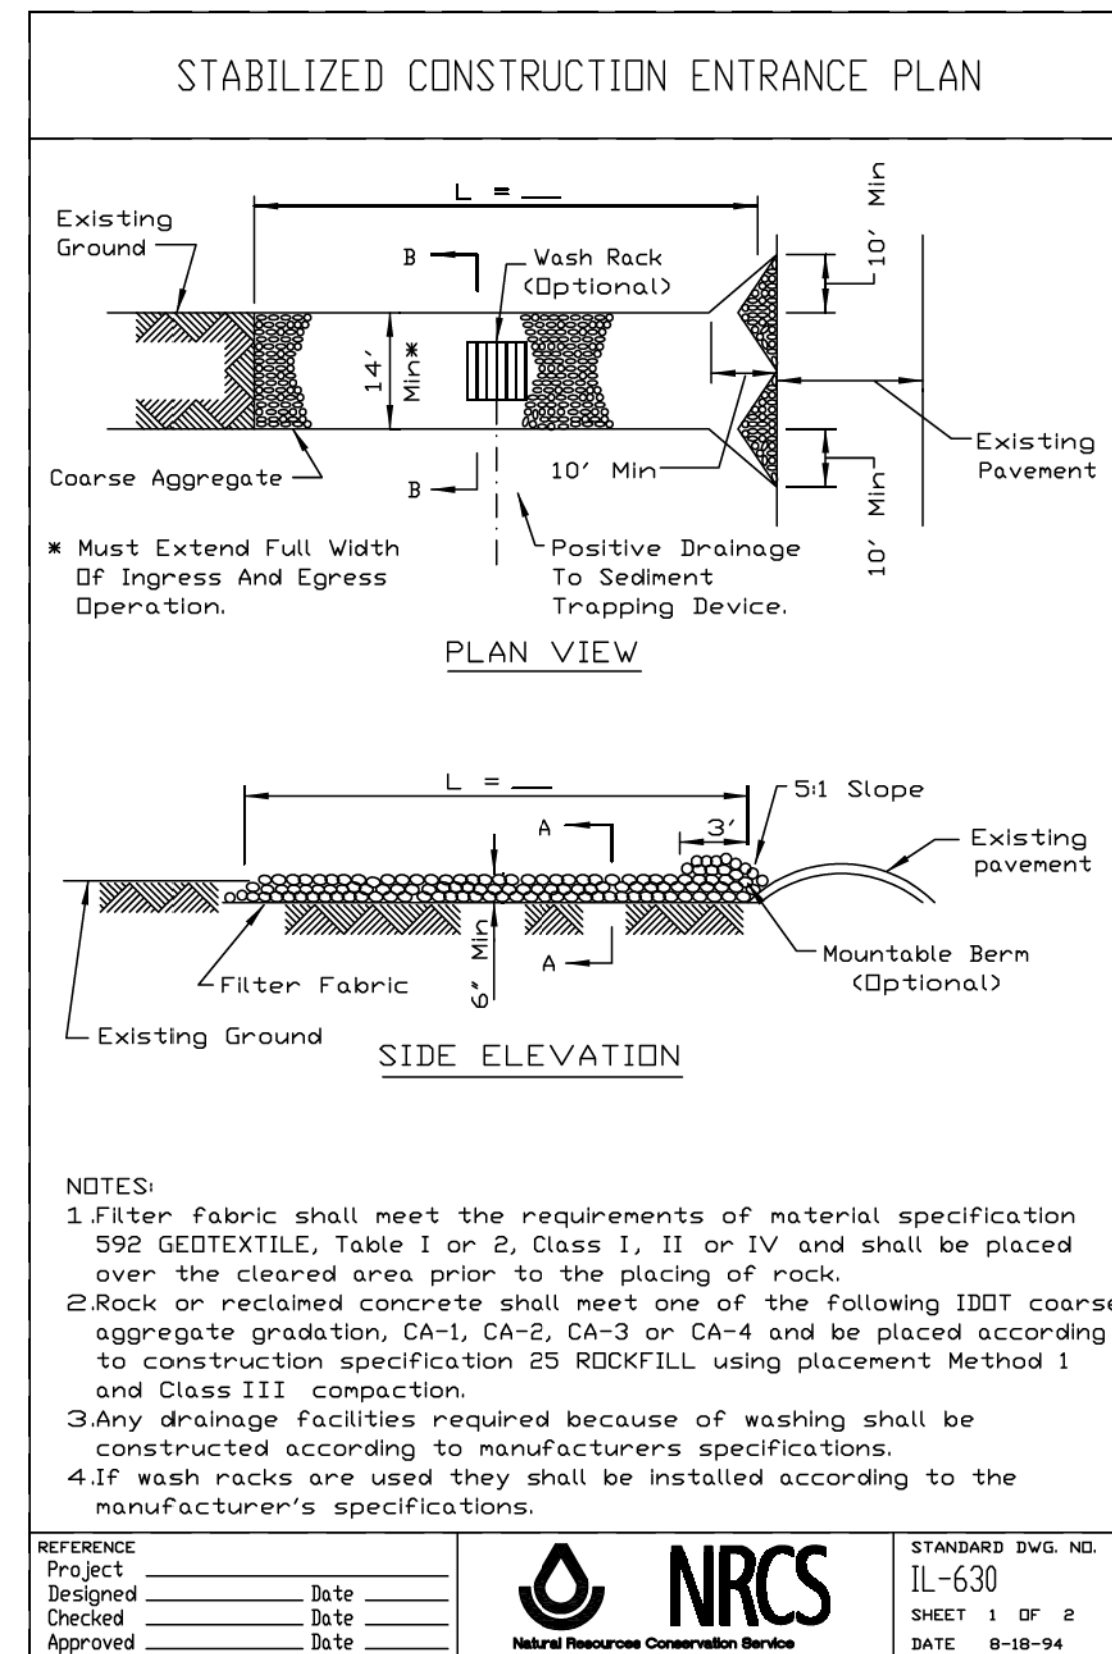 STABILIZED CONSTRUCTION ENTRANCE PLAN
L = ___
10' Min
Existing
Ground
B
Wash Rack
(Optional)
14'
Min*
Coarse Aggregate
B
10' Min
Existing
Pavement
10' Min
* Must Extend Full Width
Of Ingress And Egress
Operation.
Positive Drainage
To Sediment
Trapping Device.
PLAN VIEW
L = ___
5:1 Slope
A
3'
Existing
pavement
6" Min
A
Mountable Berm
(Optional)
Filter Fabric
Existing Ground
SIDE ELEVATION
NOTES:
1.Filter fabric shall meet the requirements of material specification
592 GEOTEXTILE, Table I or 2, Class I, II or IV and shall be placed
over the cleared area prior to the placing of rock.
2.Rock or reclaimed concrete shall meet one of the following IDOT coarse
aggregate gradation, CA-1, CA-2, CA-3 or CA-4 and be placed according
to construction specification 25 ROCKFILL using placement Method 1
and Class III compaction.
3.Any drainage facilities required because of washing shall be
constructed according to manufacturers specifications.
4.If wash racks are used they shall be installed according to the
manufacturer's specifications.
REFERENCE
Project
Designed Date
Checked Date
Approved Date
NRCS
Natural Resources Conservation Service
STANDARD DWG. NO.
IL-630
SHEET 1 OF 2
DATE 8-18-94